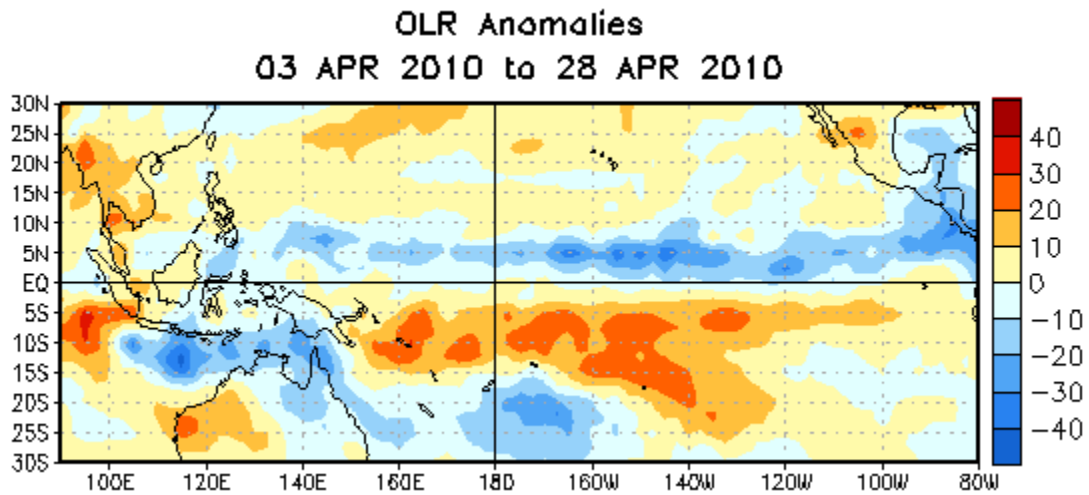 OLR Anomalies
03 APR 2010 to 28 APR 2010
30N
25N
20N
15N
10N
5N
EQ
5S
10S
15S
20S
25S
30S
100E 120E 140E 160E 180 160W 140W 120W 100W 80W
40
30
20
10
0
-10
-20
-30
-40